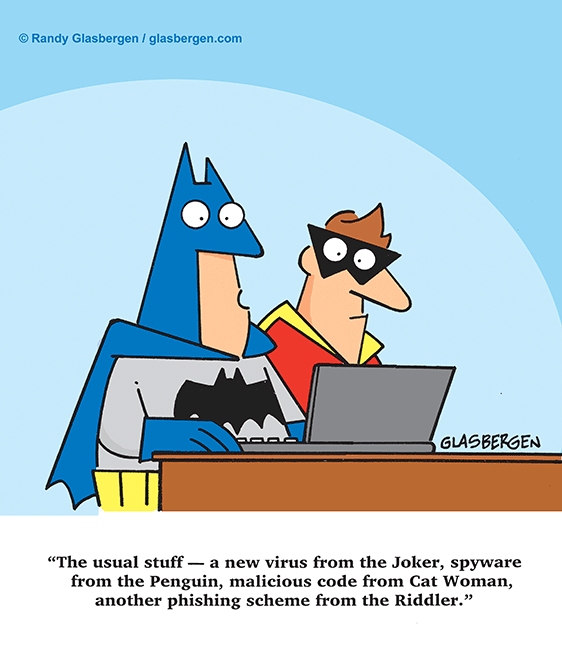 © Randy Glasbergen / glasbergen.com
GLASBERGEN
“The usual stuff — a new virus from the Joker, spyware
from the Penguin, malicious code from Cat Woman,
another phishing scheme from the Riddler.”